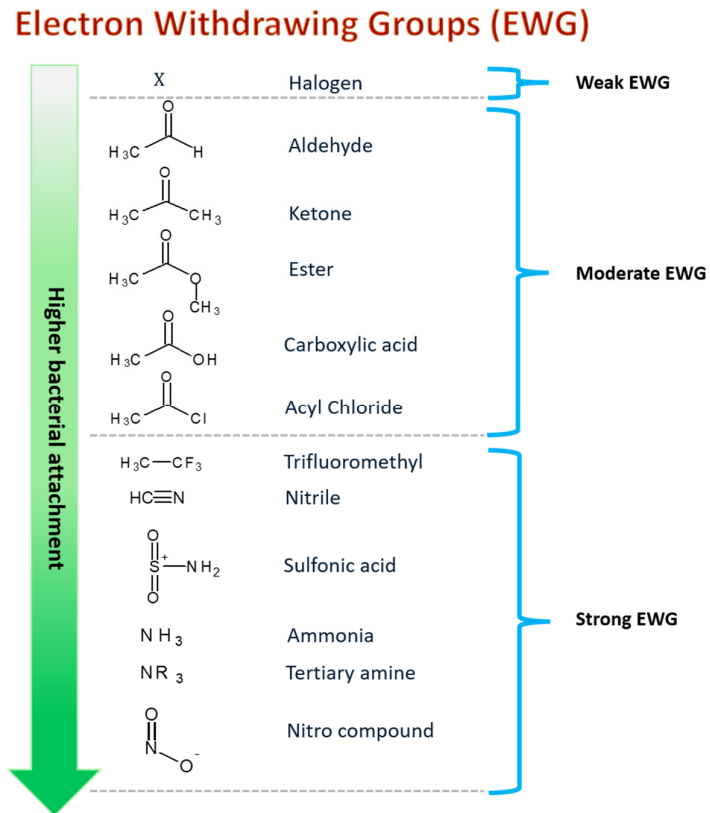 Electron Withdrawing Groups (EWG)
X Halogen Weak EWG
O
H₃C H Aldehyde
O
H₃C CH₃ Ketone
O
H₃C O Ester
CH₃
Moderate EWG
O
H₃C OH Carboxylic acid
O
H₃C Cl Acyl Chloride
H₃C CF₃ Trifluoromethyl
HC N Nitrile
O
S⁺ NH₂ Sulfonic acid
O
Strong EWG
NH₃ Ammonia
NR₃ Tertiary amine
O
N O⁻ Nitro compound
Higher bacterial attachment